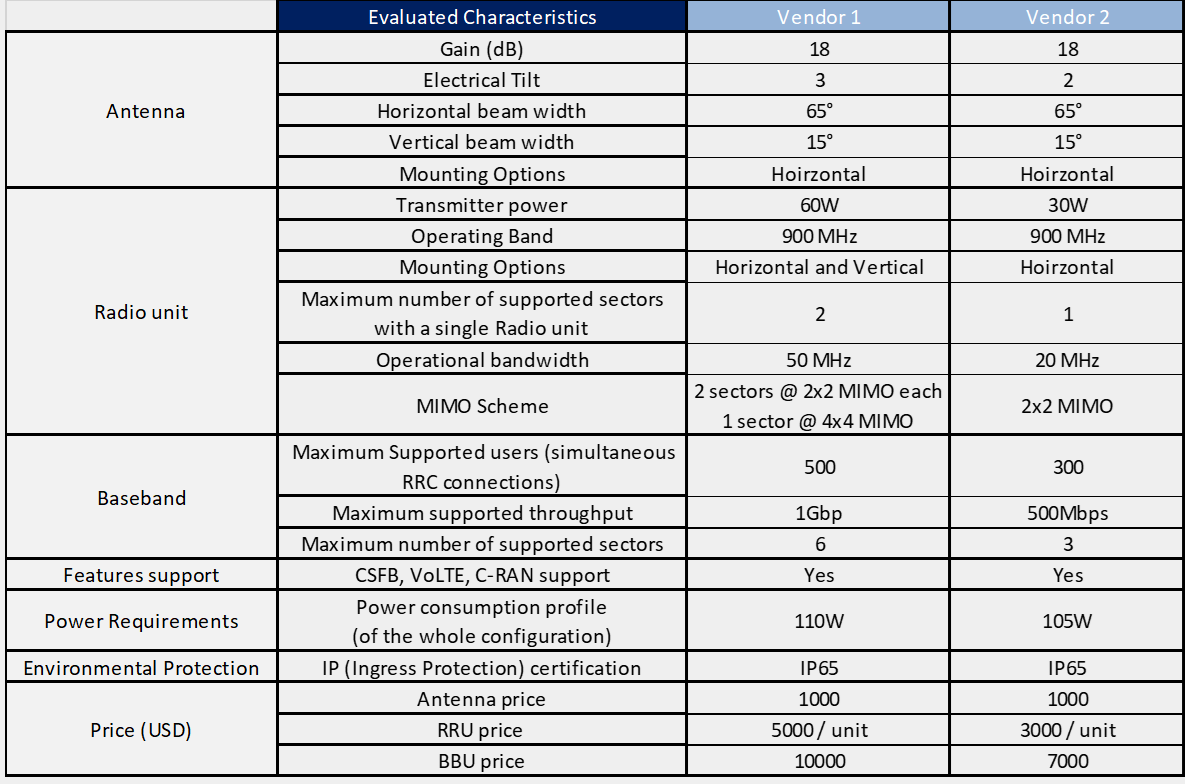 Evaluated Characteristics Vendor 1 Vendor 2
Antenna
Gain (dB) 18 18
Electrical Tilt 3 2
Horizontal beam width 65° 65°
Vertical beam width 15° 15°
Mounting Options Hoirzontal Hoirzontal
Radio unit
Transmitter power 60W 30W
Operating Band 900 MHz 900 MHz
Mounting Options Horizontal and Vertical Hoirzontal
Maximum number of supported sectors
with a single Radio unit
2 1
Operational bandwidth 50 MHz 20 MHz
MIMO Scheme
2 sectors @ 2x2 MIMO each
1 sector @ 4x4 MIMO
2x2 MIMO
Baseband
Maximum Supported users (simultaneous
RRC connections)
500 300
Maximum supported throughput 1Gbp 500Mbps
Maximum number of supported sectors 6 3
Features support CSFB, VoLTE, C-RAN support Yes Yes
Power Requirements
Power consumption profile
(of the whole configuration)
110W 105W
Environmental Protection IP (Ingress Protection) certification IP65 IP65
Price (USD)
Antenna price 1000 1000
RRU price 5000 / unit 3000 / unit
BBU price 10000 7000